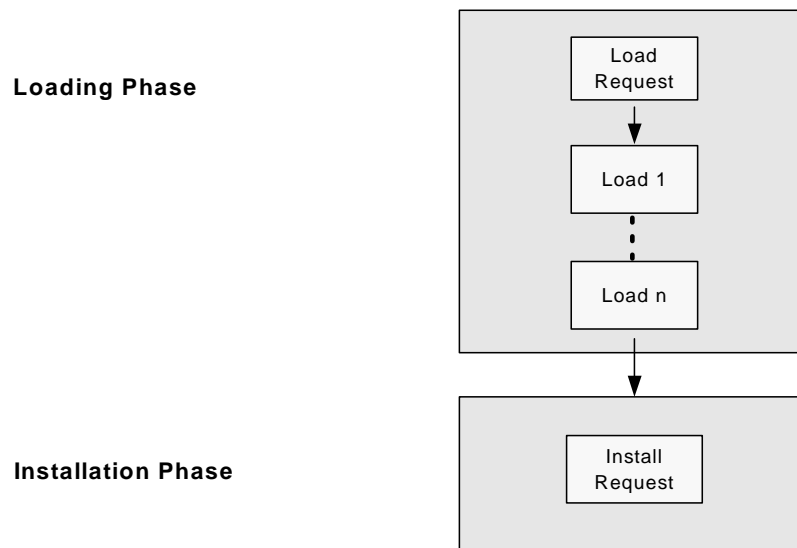 Loading Phase
Load
Request
Load 1
Load n
Installation Phase
Install
Request